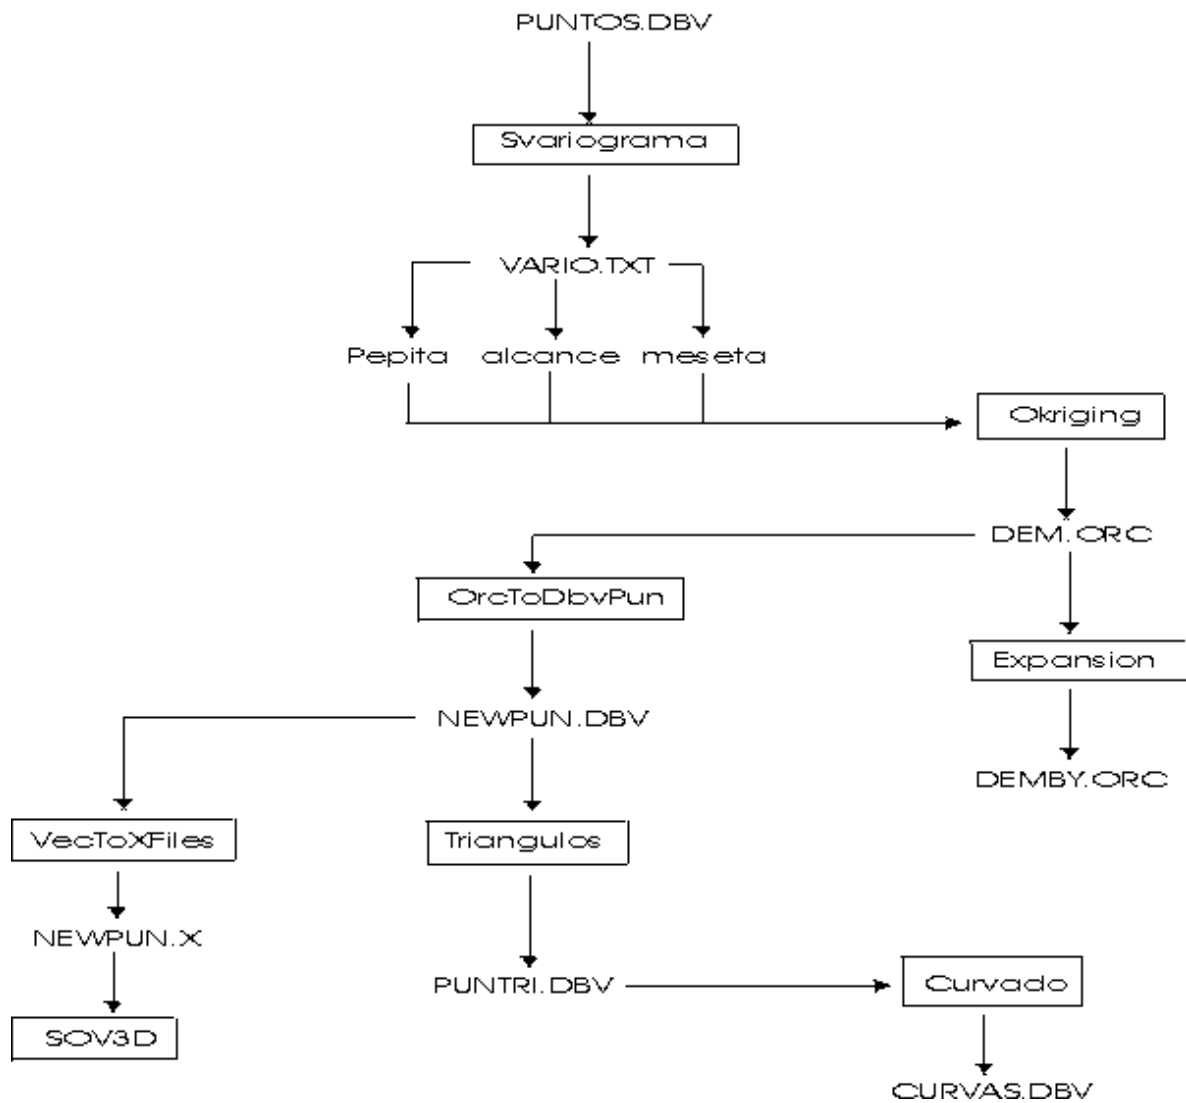 PUNTOS.DBV
Svariograma
VARIO.TXT
Pepita alcance meseta
Okriging
DEM.ORC
OrcToDbvPun
Expansion
NEWPUN.DBV
DEMBY.ORC
VecToXFiles
Triangulos
NEWPUN.X
PUNTRI.DBV
Curvado
SOV3D
CURVAS.DBV